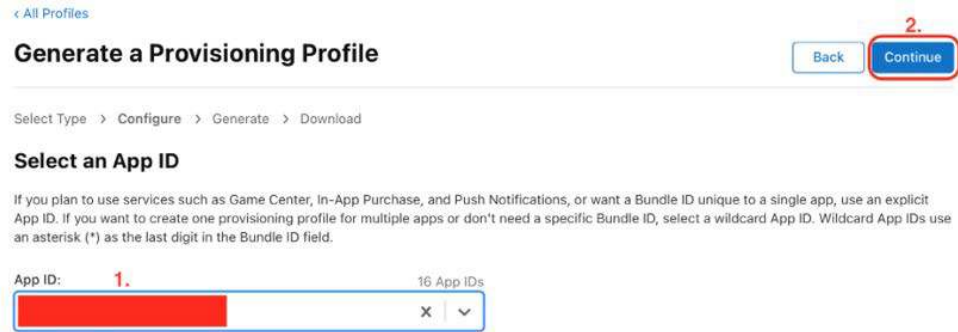 ‹ All Profiles
2.
Generate a Provisioning Profile
Back
Continue
Select Type > Configure > Generate > Download
Select an App ID
If you plan to use services such as Game Center, In-App Purchase, and Push Notifications, or want a Bundle ID unique to a single app, use an explicit
App ID. If you want to create one provisioning profile for multiple apps or don't need a specific Bundle ID, select a wildcard App ID. Wildcard App IDs use
an asterisk (*) as the last digit in the Bundle ID field.
App ID:
1.
16 App IDs
X